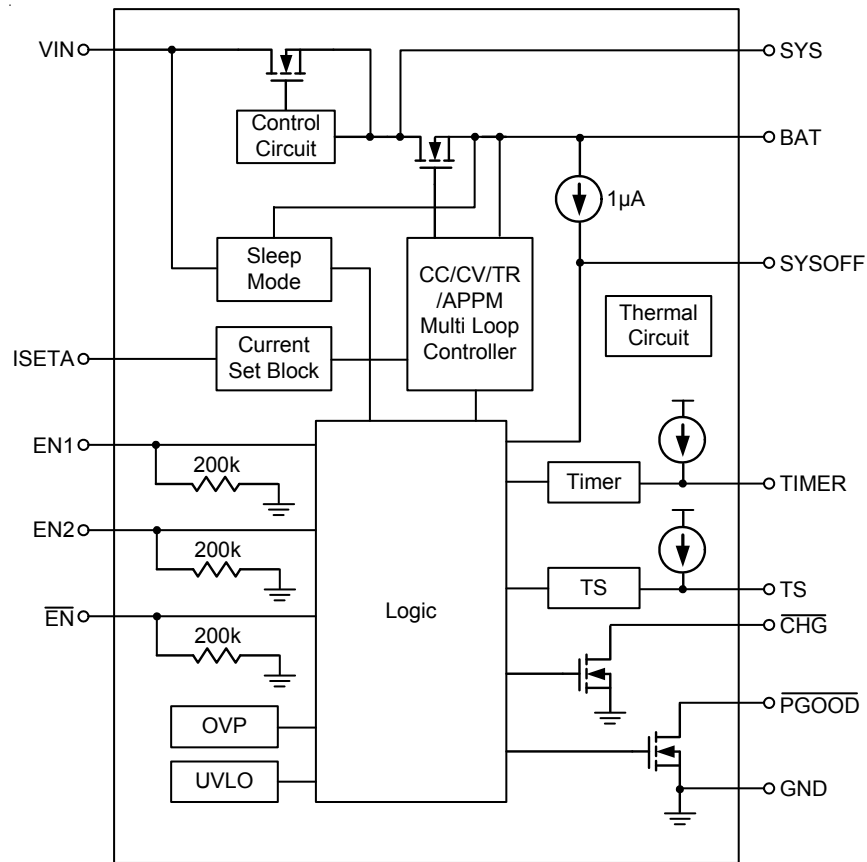 VIN
SYS
Control
Circuit
BAT
1µA
Sleep
Mode
CC/CV/TR
/APPM
Multi Loop
Controller
SYSOFF
Thermal
Circuit
ISETA
Current
Set Block
EN1
200k
Timer
TIMER
EN2
200k
TS
TS
EN
200k
Logic
CHG
OVP
PGOOD
UVLO
GND